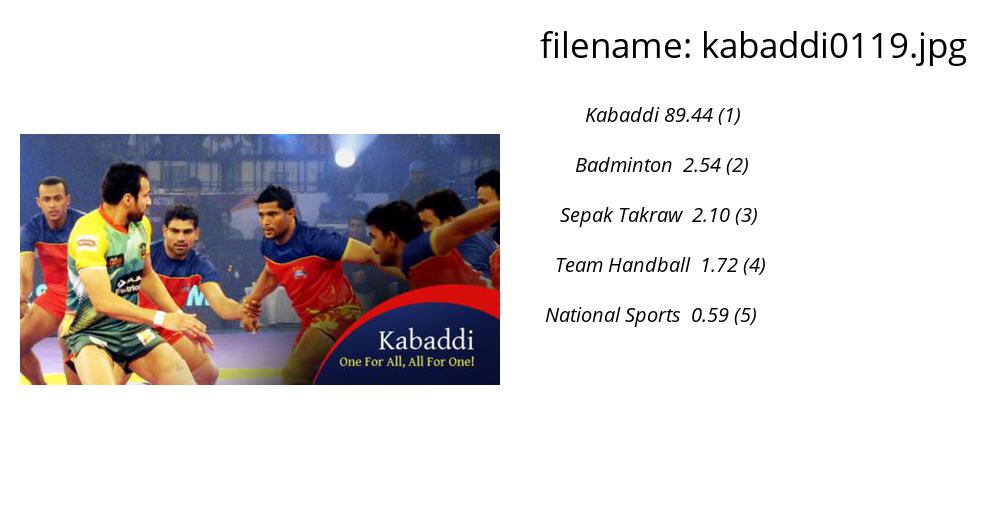 filename: kabaddi0119.jpg
Kabaddi 89.44 (1)
Badminton 2.54 (2)
Sepak Takraw 2.10 (3)
Team Handball 1.72 (4)
National Sports 0.59 (5)
ACTIVE
Kabaddi
One For All, All For One!